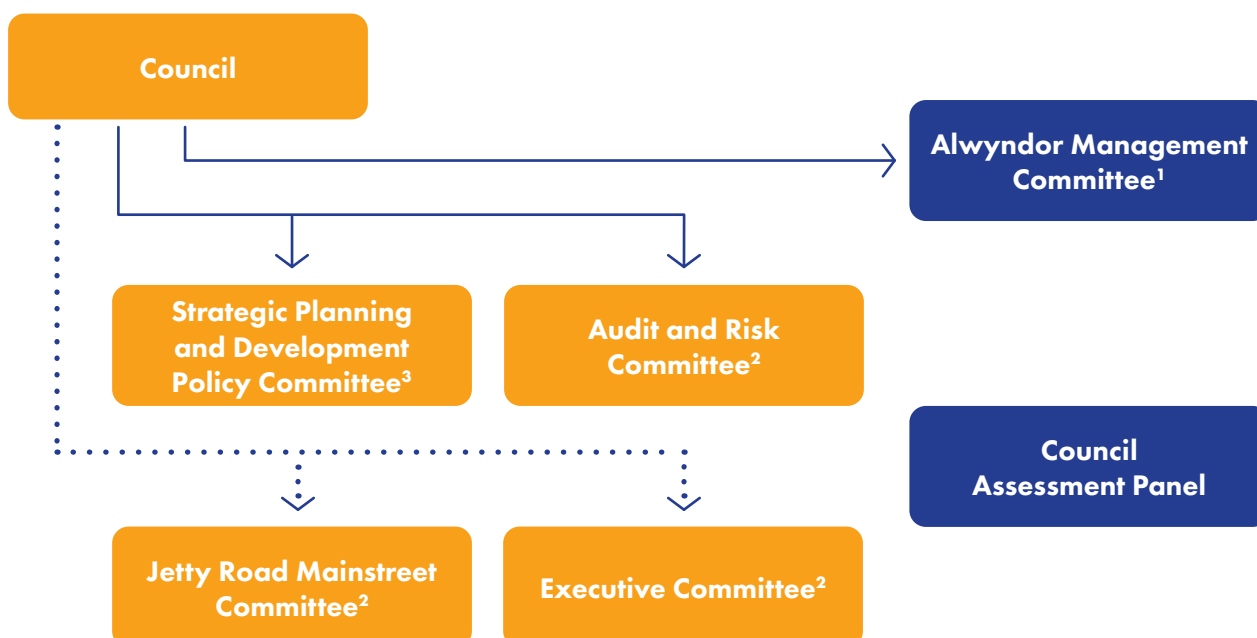 Council
Alwyndor Management
Committee¹
Strategic Planning
and Development
Policy Committee³
Audit and Risk
Committee²
Council
Assessment Panel
Jetty Road Mainstreet
Committee²
Executive Committee²